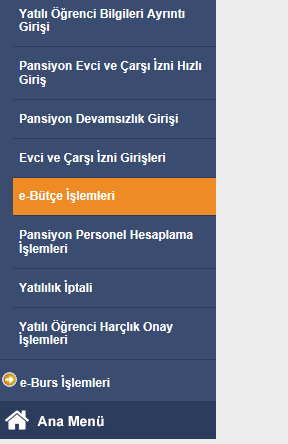 Yatılı Öğrenci Bilgileri Ayrıntı
Girişi
Pansiyon Evci ve Çarşı İzni Hızlı
Giriş
Pansiyon Devamsızlık Girişi
Evci ve Çarşı İzni Girişleri
e-Bütçe İşlemleri
Pansiyon Personel Hesaplama
İşlemleri
Yatılılık İptali
Yatılı Öğrenci Harçlık Onay
İşlemleri
e-Burs İşlemleri
Ana Menü